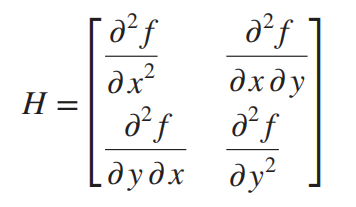 H = [ ∂²f/∂x² ∂²f/∂x∂y
∂²f/∂y∂x ∂²f/∂y² ]